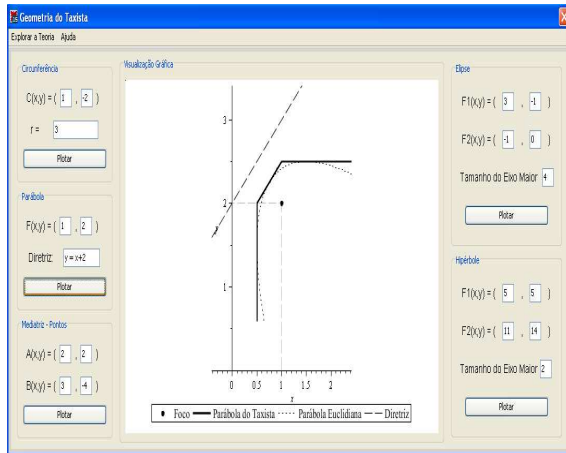 Geometria do Taxista
Explorar a Teoria Ajuda
Circunferência
C(x,y) = ( 1 , -2 )
r = 3
Plotar
Parábola
F(x,y) = ( 1 , 2 )
Diretriz: y = x+2
Plotar
Mediatriz - Pontos
A(x,y) = ( 2 , 2 )
B(x,y) = ( 3 , -4 )
Plotar
Visualização Gráfica
3
2
1
0 0.5 1 1.5 2
x
Foco Parábola do Taxista Parábola Euclidiana Diretriz
Elipse
F1(x,y) = ( 3 , -1 )
F2(x,y) = ( -1 , 0 )
Tamanho do Eixo Maior 4
Plotar
Hipérbole
F1(x,y) = ( 5 , 5 )
F2(x,y) = ( 11 , 14 )
Tamanho do Eixo Maior 2
Plotar